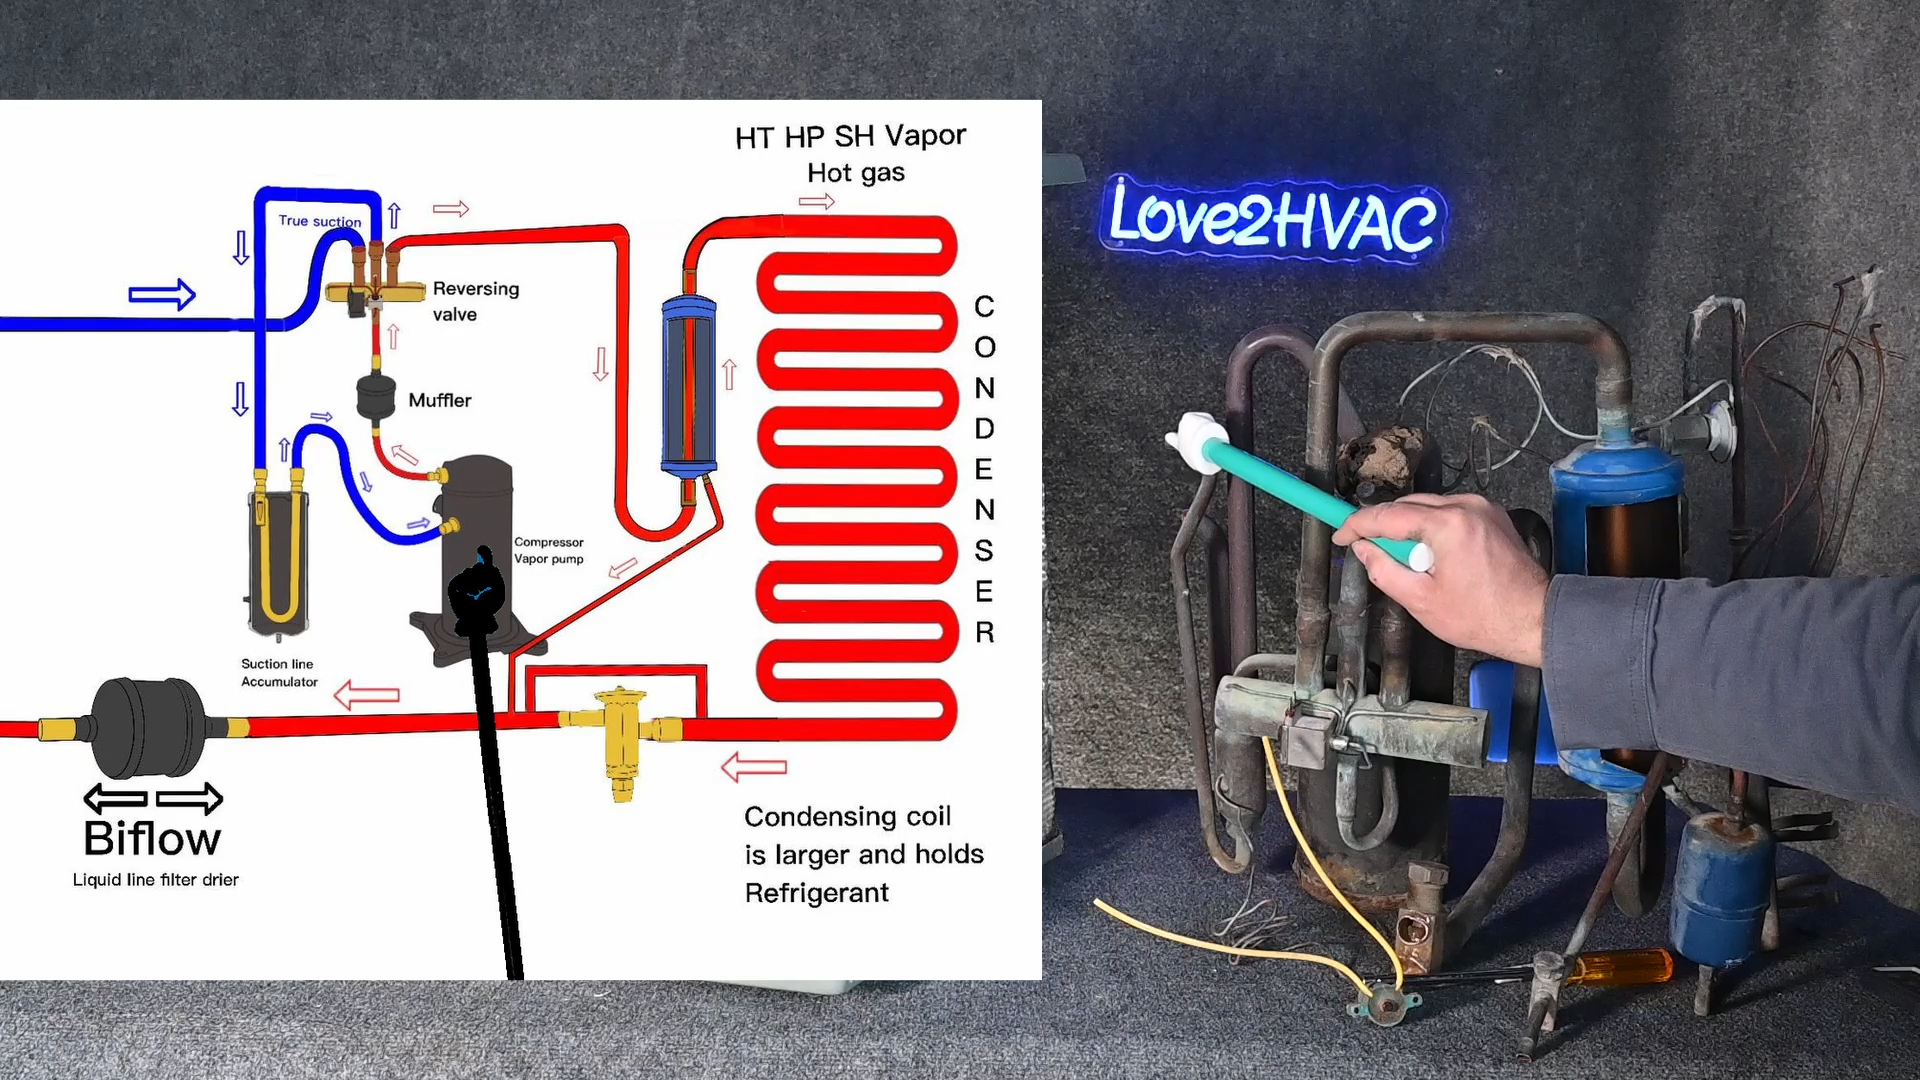 HT HP SH Vapor
Hot gas
True suction
Reversing
valve
Muffler
Compressor
Vapor pump
CONDENSER
Suction line
Accumulator
Biflow
Liquid line filter drier
Condensing coil
is larger and holds
Refrigerant
Love2HVAC